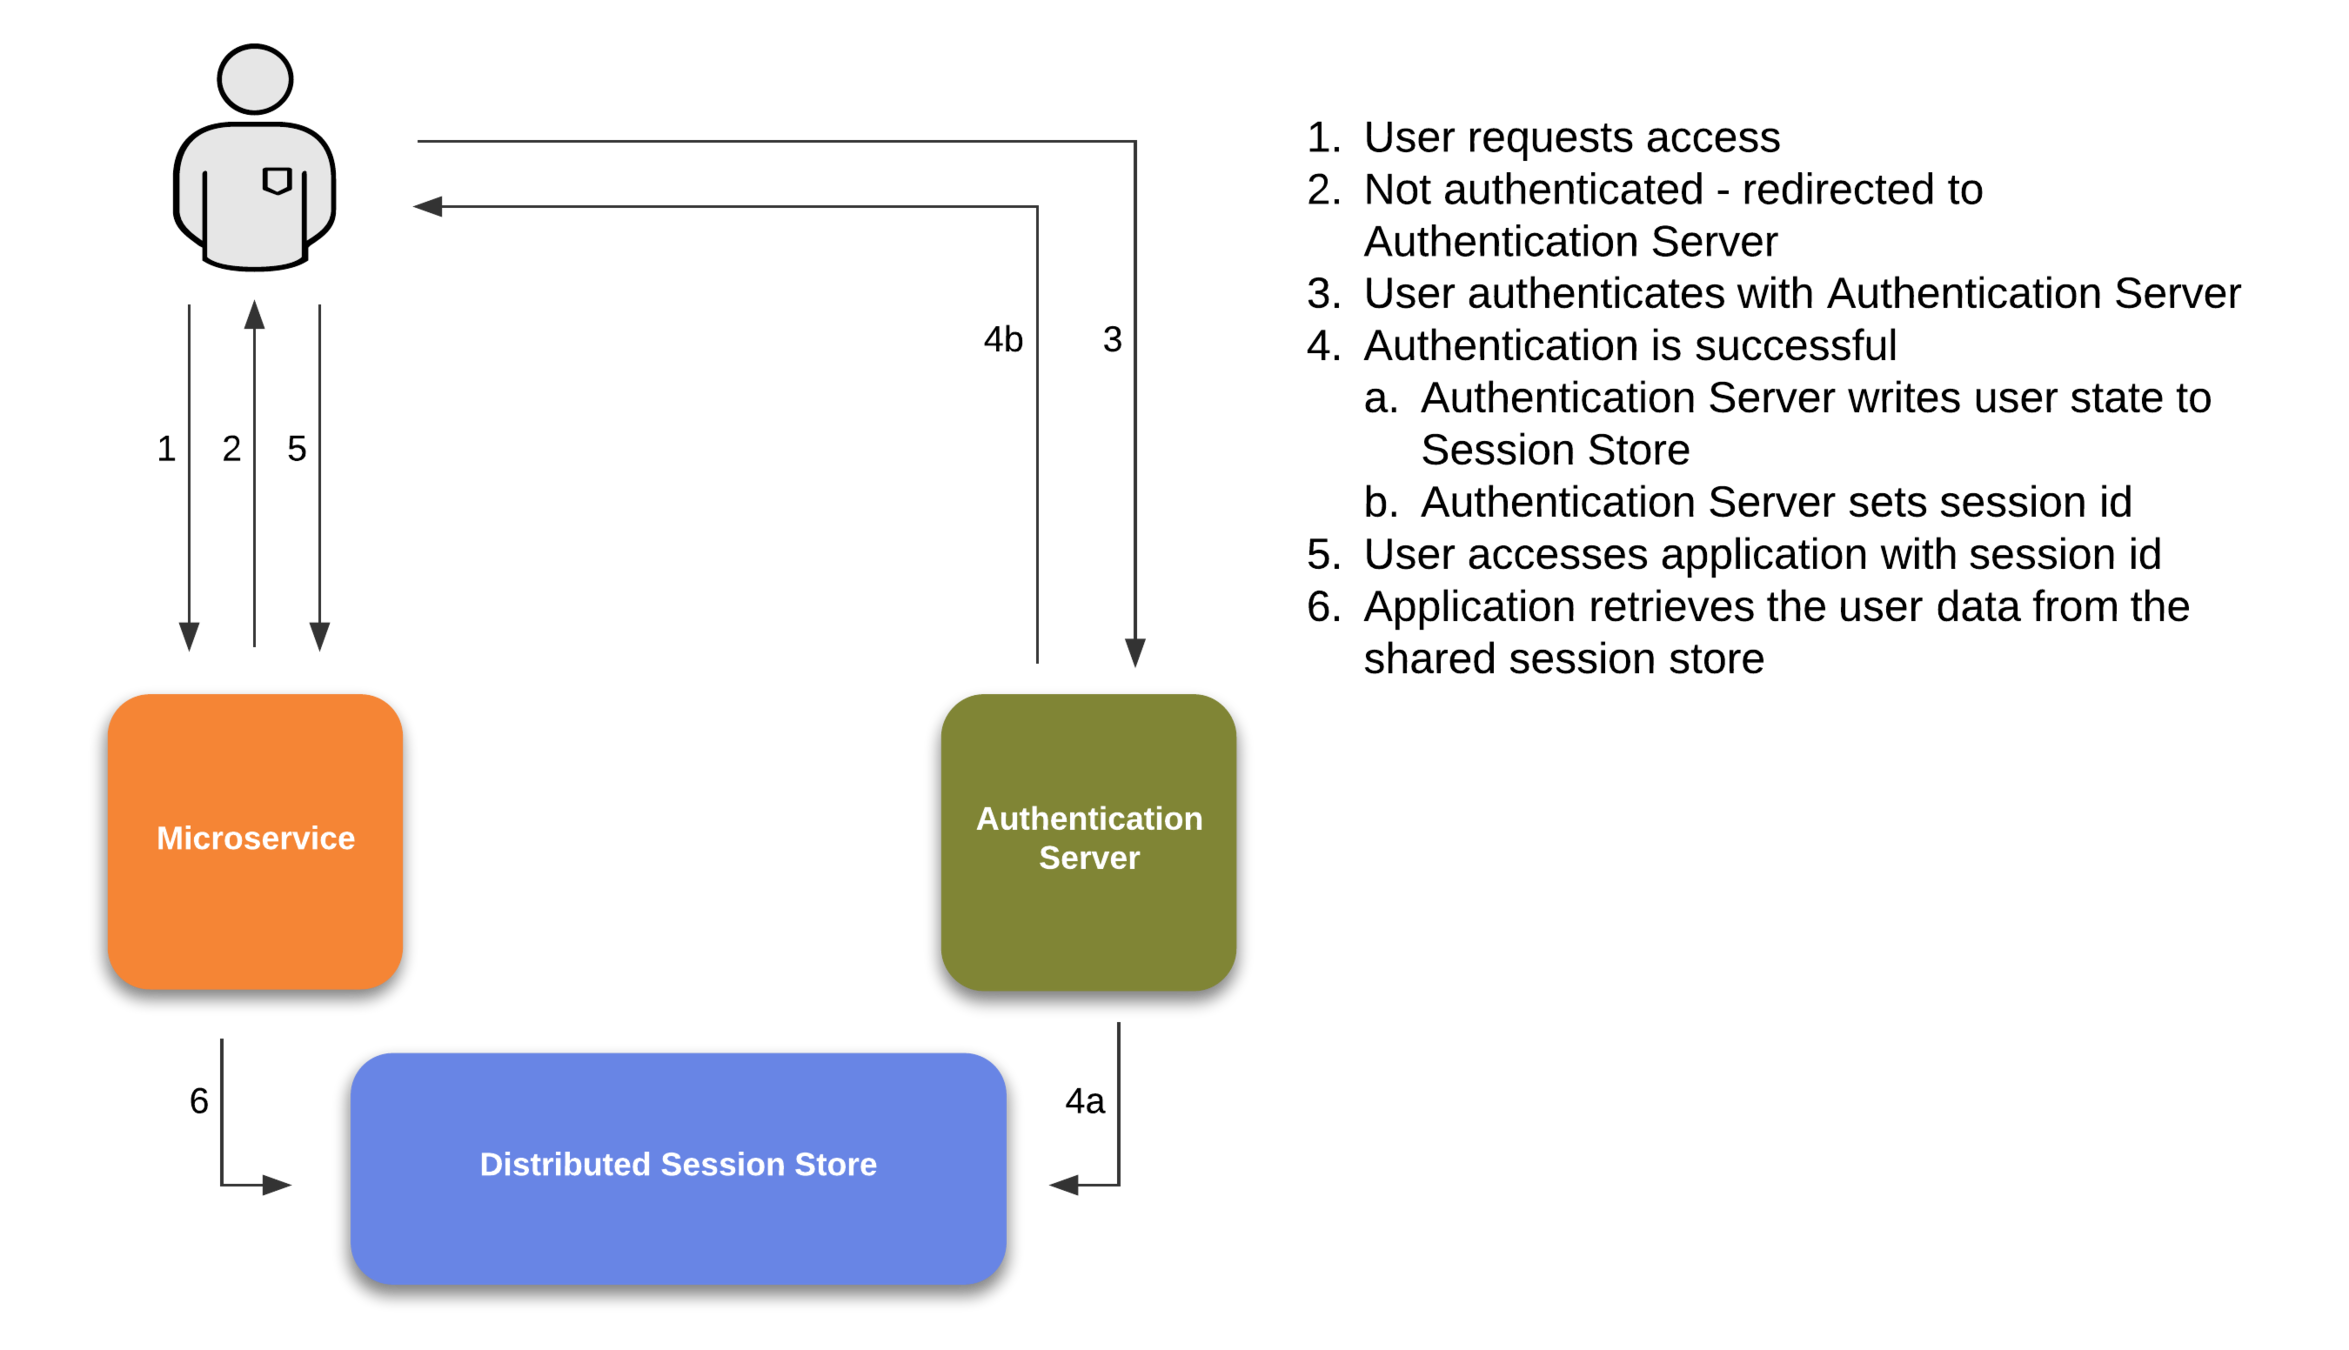 1. User requests access
2. Not authenticated - redirected to
Authentication Server
3. User authenticates with Authentication Server
4. Authentication is successful
a. Authentication Server writes user state to
Session Store
b. Authentication Server sets session id
5. User accesses application with session id
6. Application retrieves the user data from the
shared session store
4b
3
1
2
5
Microservice
Authentication
Server
6
4a
Distributed Session Store